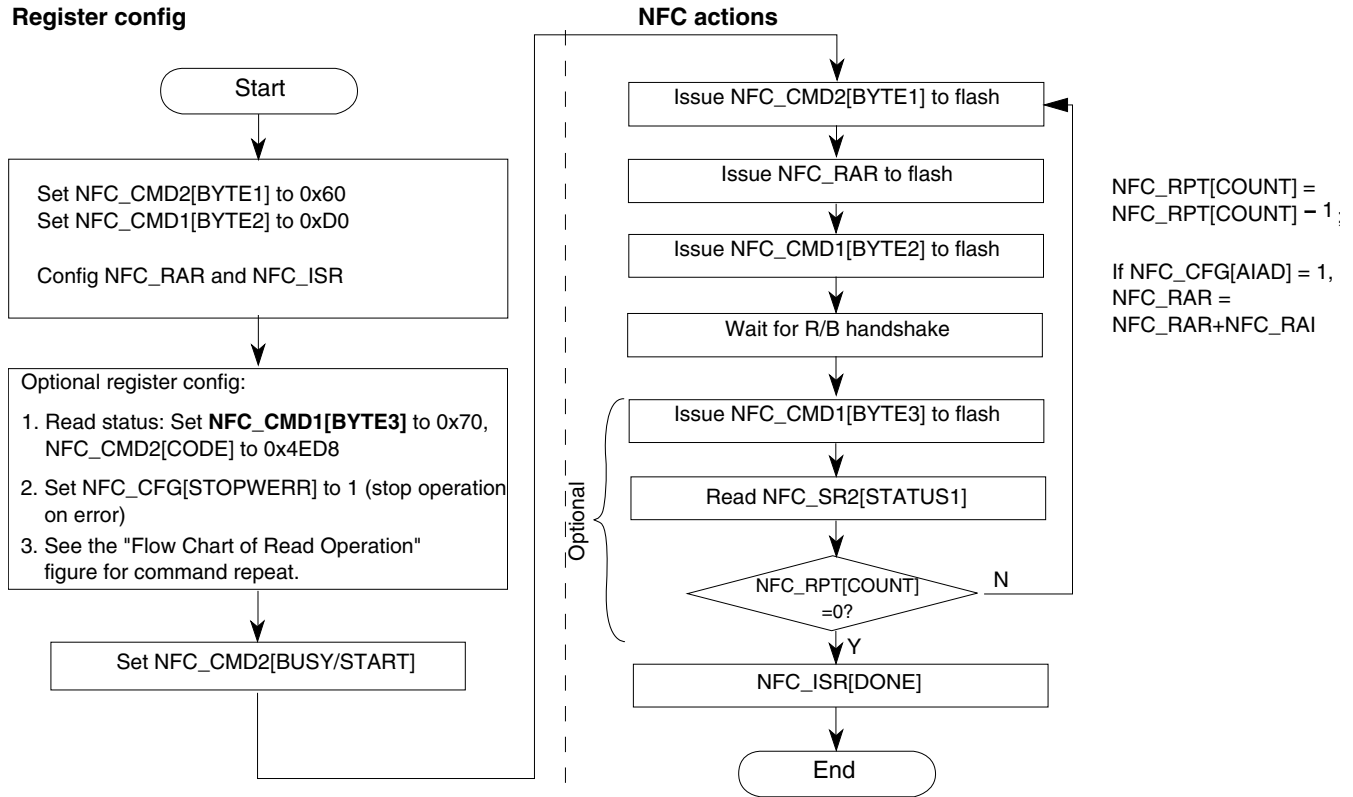 Register config
Start
Set NFC_CMD2[BYTE1] to 0x60
Set NFC_CMD1[BYTE2] to 0xD0
Config NFC_RAR and NFC_ISR
Optional register config:
1. Read status: Set NFC_CMD1[BYTE3] to 0x70,
NFC_CMD2[CODE] to 0x4ED8
2. Set NFC_CFG[STOPWERR] to 1 (stop operation
on error)
3. See the "Flow Chart of Read Operation"
figure for command repeat.
Set NFC_CMD2[BUSY/START]
NFC actions
Issue NFC_CMD2[BYTE1] to flash
Issue NFC_RAR to flash
Issue NFC_CMD1[BYTE2] to flash
Wait for R/B handshake
Optional
Issue NFC_CMD1[BYTE3] to flash
Read NFC_SR2[STATUS1]
NFC_RPT[COUNT]
=0?
N
Y
NFC_ISR[DONE]
End
NFC_RPT[COUNT] =
NFC_RPT[COUNT] – 1 ;
If NFC_CFG[AIAD] = 1,
NFC_RAR =
NFC_RAR+NFC_RAI